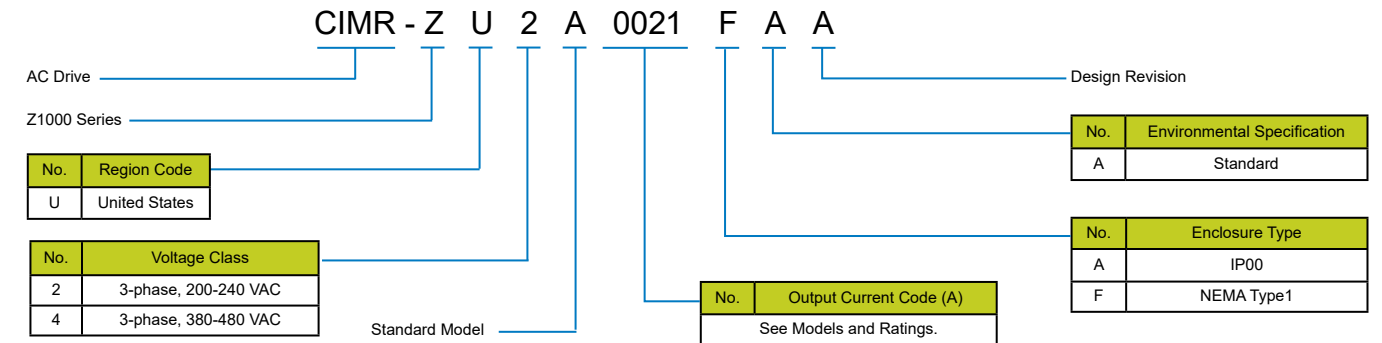 CIMR - Z U 2 A 0021 F A A
AC Drive
Design Revision
Z1000 Series
No. Environmental Specification
A Standard
No. Region Code
U United States
No. Enclosure Type
A IP00
F NEMA Type1
No. Voltage Class
2 3-phase, 200-240 VAC
4 3-phase, 380-480 VAC
Standard Model
No. Output Current Code (A)
See Models and Ratings.